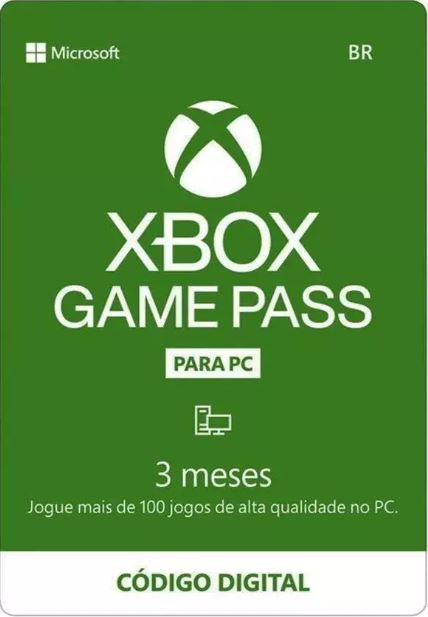 Microsoft BR
XBOX
GAME PASS
PARA PC
3 meses
Jogue mais de 100 jogos de alta qualidade no PC.
CÓDIGO DIGITAL